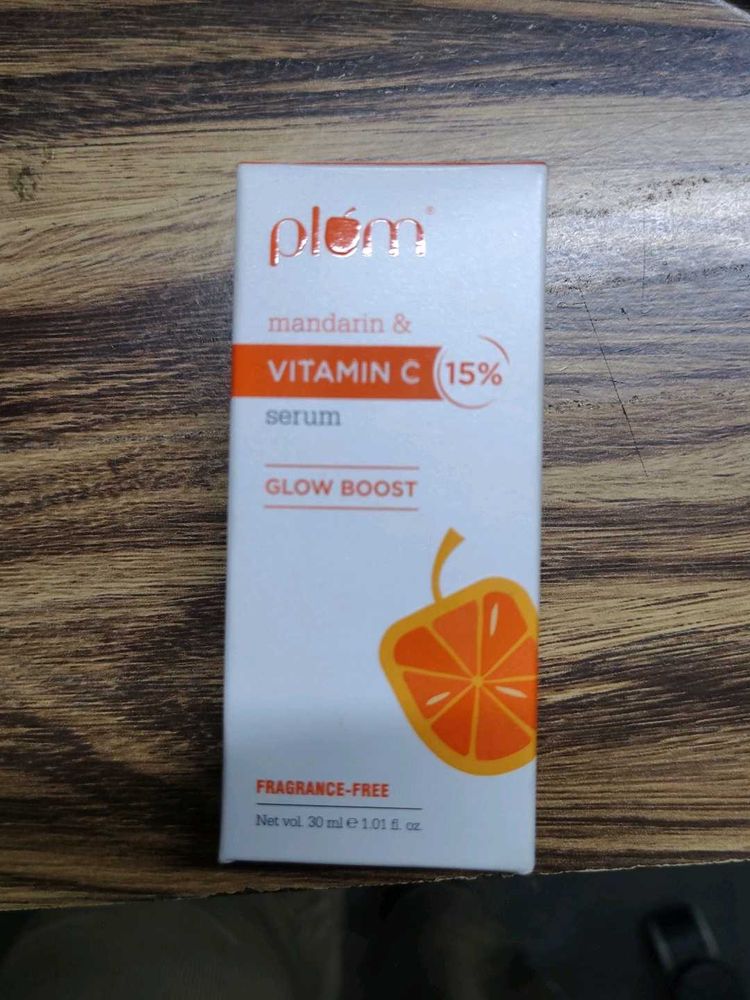 plum®
mandarin &
VITAMIN C 15%
serum
GLOW BOOST
FRAGRANCE-FREE
Net vol. 30 ml ℮ 1.01 fl. oz.